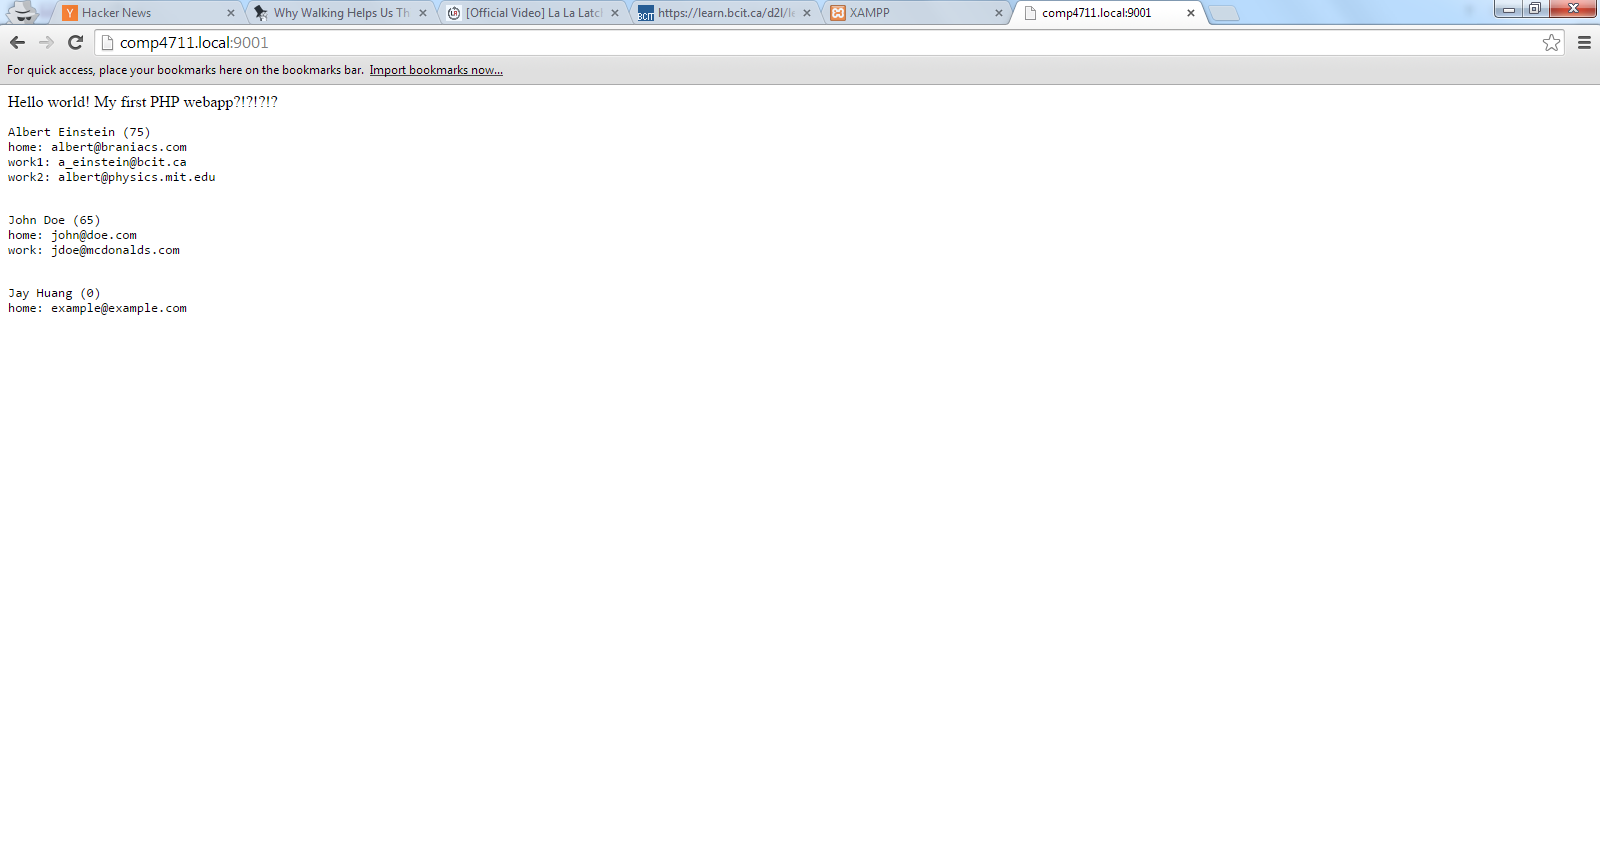 Hacker News
Why Walking Helps Us Th
[Official Video] La La Latcl
https://learn.bcit.ca/d2l/le
XAMPP
comp4711.local:9001
comp4711.local:9001
For quick access, place your bookmarks here on the bookmarks bar. Import bookmarks now...
Hello world! My first PHP webapp?!?!?!?
Albert Einstein (75)
home: albert@braniacs.com
work1: a_einstein@bcit.ca
work2: albert@physics.mit.edu
John Doe (65)
home: john@doe.com
work: jdoe@mcdonalds.com
Jay Huang (0)
home: example@example.com